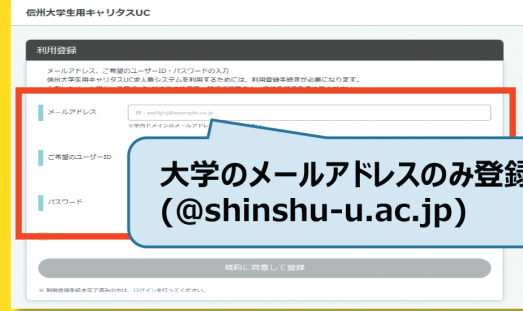 信州大学生用キャリタスUC
利用登録
メールアドレス、ご希望のユーザーID・パスワードの入力
信州大学生用キャリタスUC求人票システムを利用するためには、利用登録手続きが必要になります。
メールアドレス
例:
※学内ドメインのメールアドレ
ご希望のユーザーID
大学のメールアドレスのみ登録
(@shinshu-u.ac.jp)
パスワード
規約に同意して登録
※ 利用登録手続き完了済みの方は、ログインを行ってください。